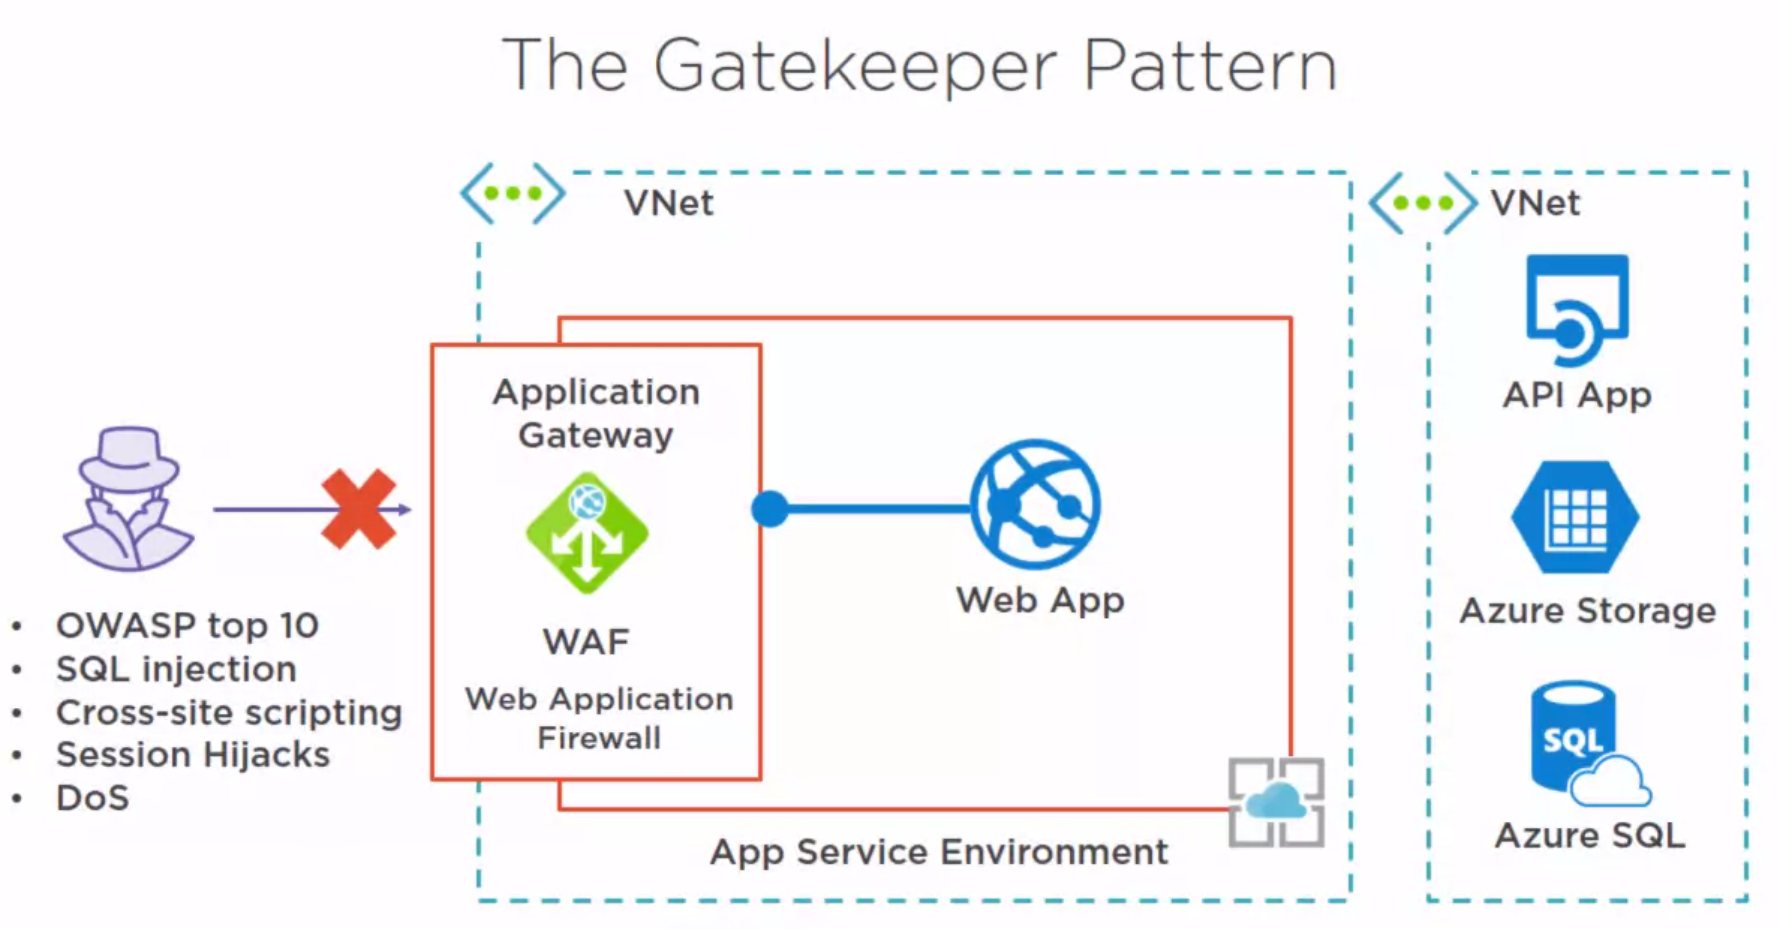 The Gatekeeper Pattern
VNet
VNet
Application
Gateway
WAF
Web Application
Firewall
Web App
App Service Environment
API App
Azure Storage
SQL
Azure SQL
• OWASP top 10
• SQL injection
• Cross-site scripting
• Session Hijacks
• DoS